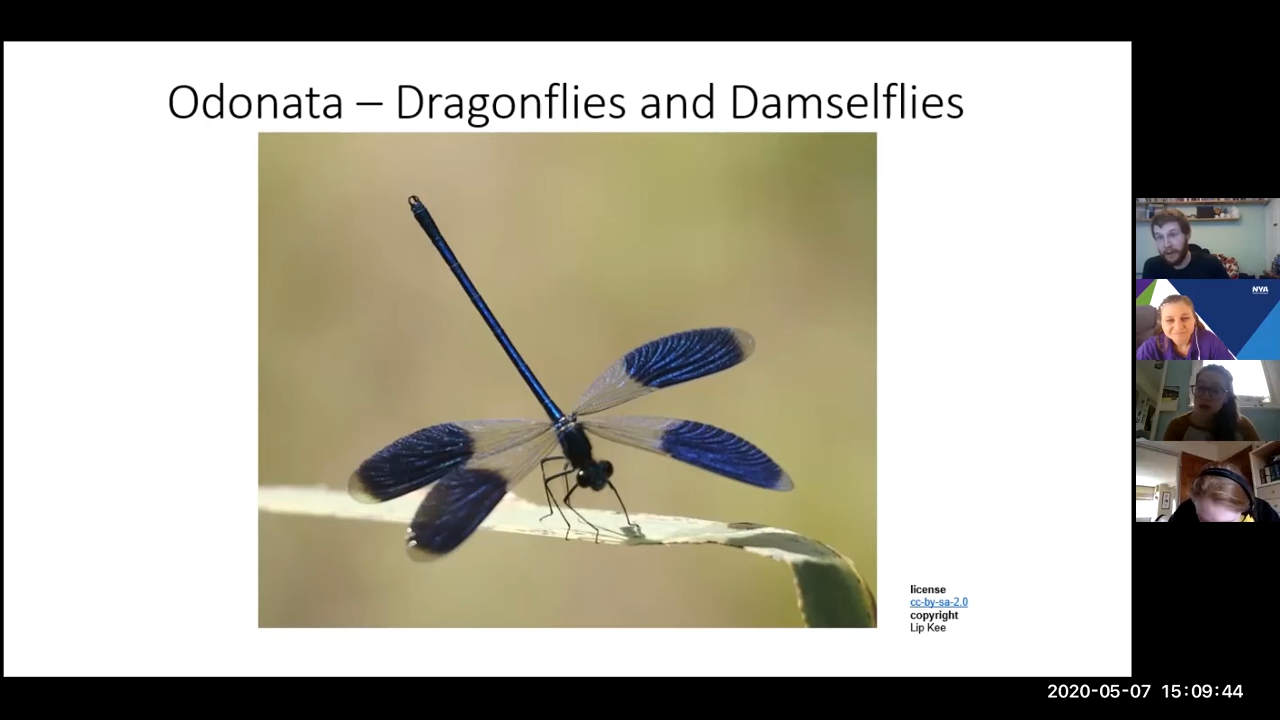 Odonata – Dragonflies and Damselflies
NYA
license
cc-by-sa-2.0
copyright
Lip Kee
2020-05-07 15:09:44